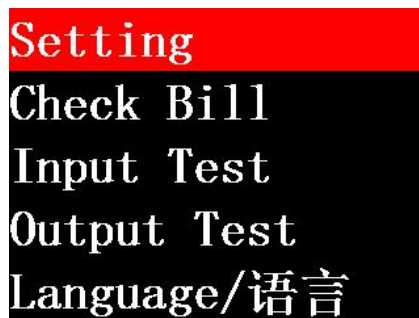 Setting
Check Bill
Input Test
Output Test
Language/语言